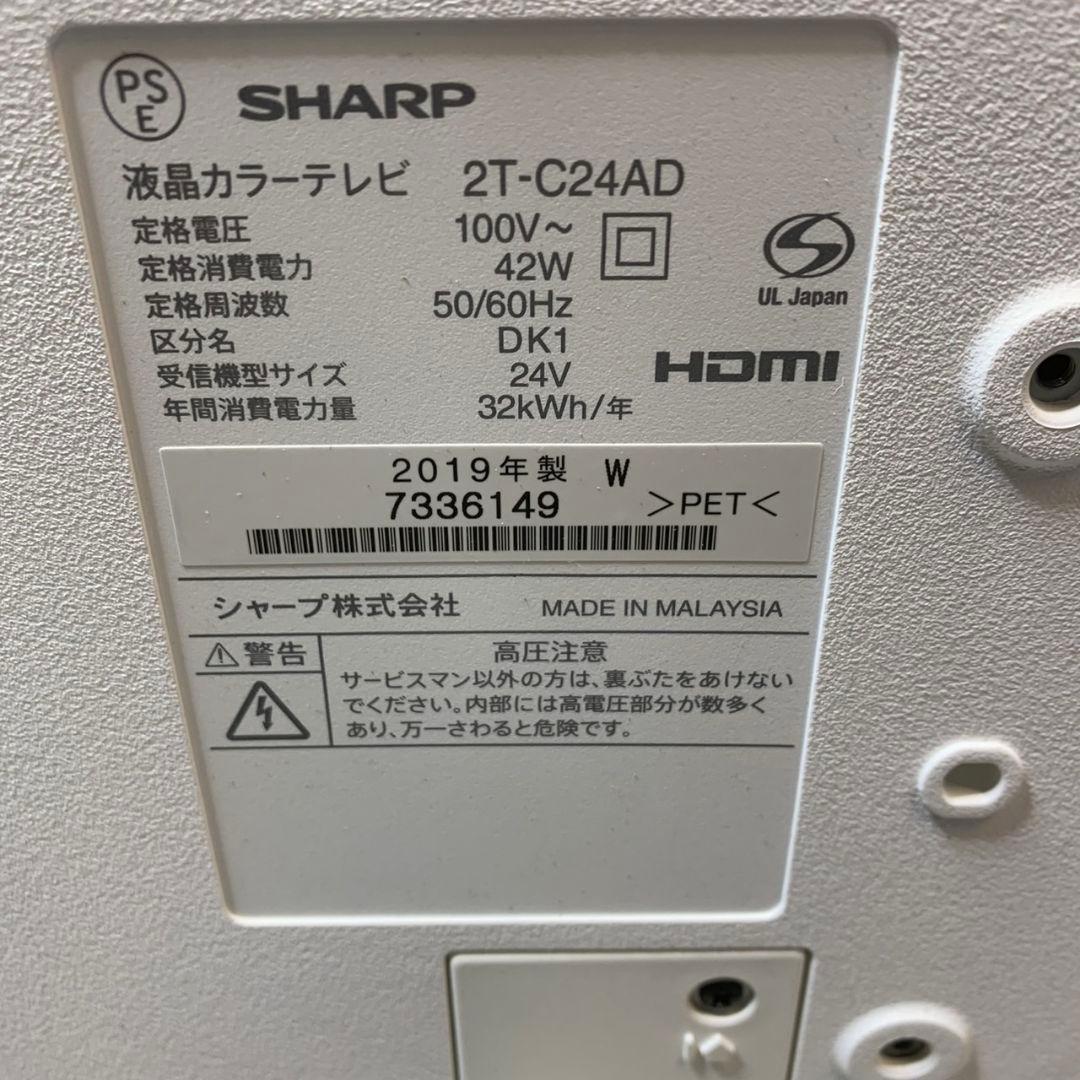 PS
E
SHARP
液晶カラーテレビ 2T-C24AD
定格電圧 100V～
定格消費電力 42W
定格周波数 50/60Hz
区分名 DK1
受信機型サイズ 24V
年間消費電力量 32kWh/年
UL Japan
HDMI
2019年製 W
7336149 >PET<
シャープ株式会社 MADE IN MALAYSIA
警告
高圧注意
サービスマン以外の方は、裏ぶたをあけない
でください。内部には高電圧部分が数多く
あり、万一さわると危険です。